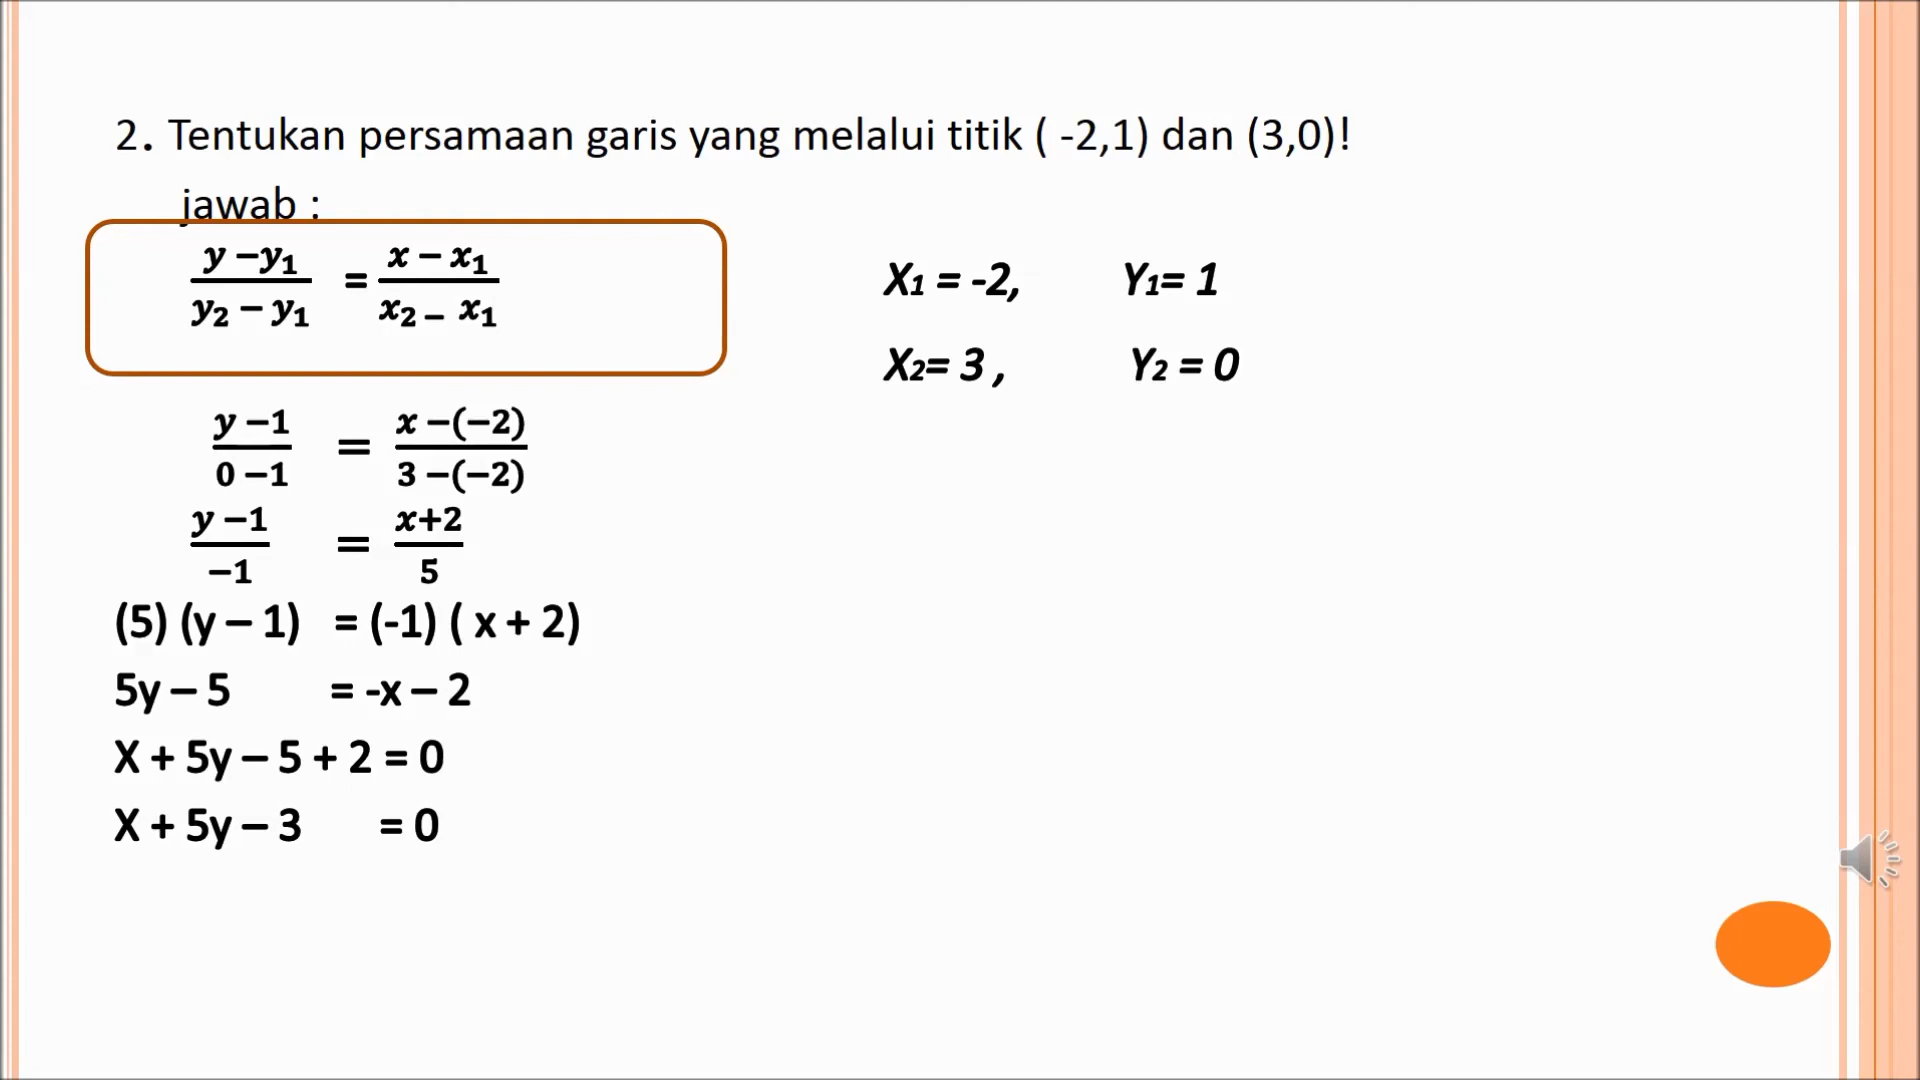 2. Tentukan persamaan garis yang melalui titik ( -2,1) dan (3,0)!
jawab :
(y −y₁)/(y₂ − y₁) = (x − x₁)/(x₂ − x₁)
X₁ = -2, Y₁= 1
X₂= 3 , Y₂ = 0
(y −1)/(0 −1) = (x −(−2))/(3 −(−2))
(y −1)/(−1) = (x+2)/5
(5) (y – 1) = (-1) ( x + 2)
5y – 5 = -x – 2
X + 5y – 5 + 2 = 0
X + 5y – 3 = 0